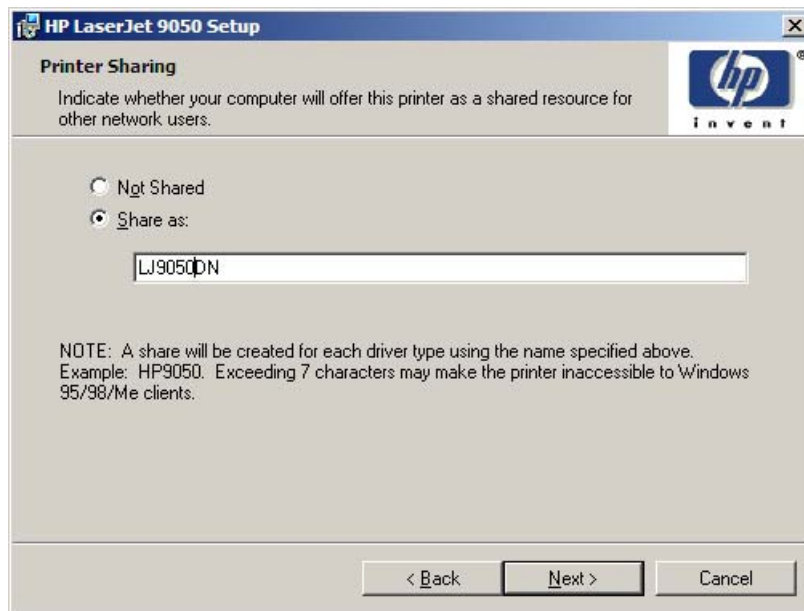 HP LaserJet 9050 Setup
Printer Sharing
Indicate whether your computer will offer this printer as a shared resource for
other network users.
hp
®
invent
Not Shared
Share as:
LJ9050DN
NOTE: A share will be created for each driver type using the name specified above.
Example: HP9050. Exceeding 7 characters may make the printer inaccessible to Windows
95/98/Me clients.
< Back
Next >
Cancel